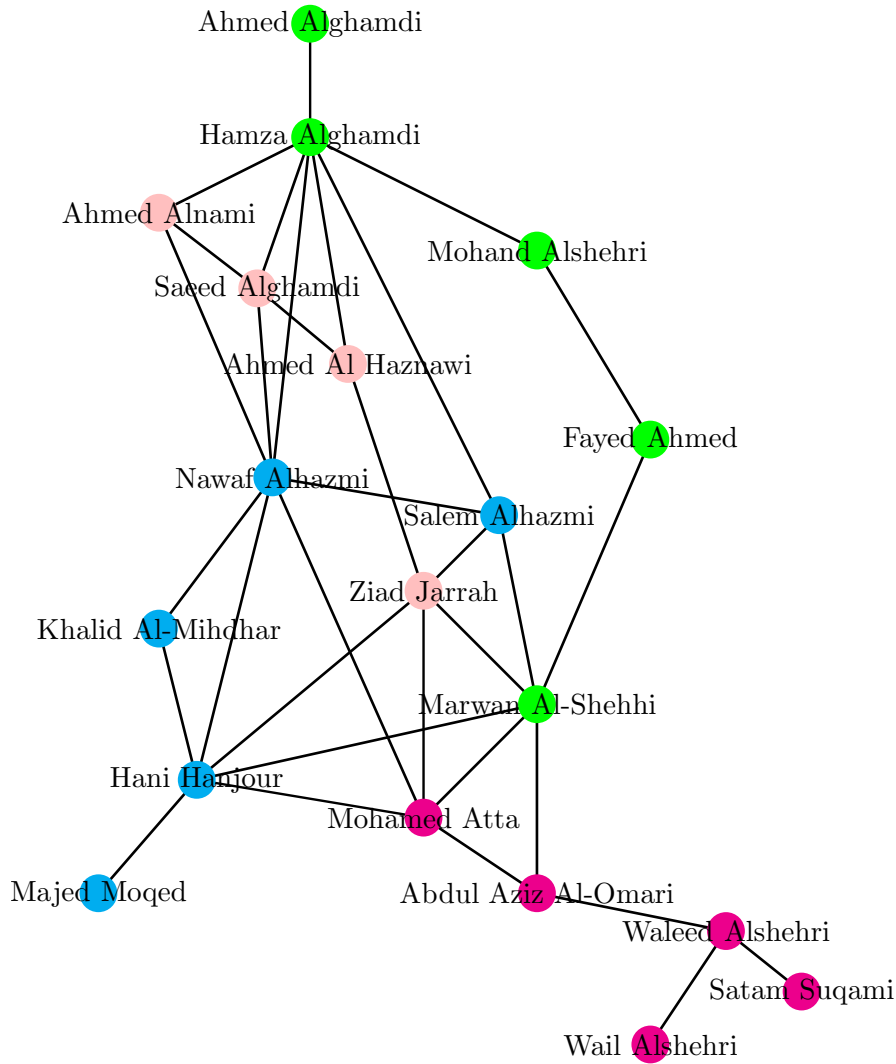 Ahmed Alghamdi
Hamza Alghamdi
Ahmed Alnami
Mohand Alshehri
Saeed Alghamdi
Ahmed Al Haznawi
Fayed Ahmed
Nawaf Alhazmi
Salem Alhazmi
Ziad Jarrah
Khalid Al-Mihdhar
Marwan Al-Shehhi
Hani Hanjour
Mohamed Atta
Majed Moqed
Abdul Aziz Al-Omari
Waleed Alshehri
Satam Suqami
Wail Alshehri